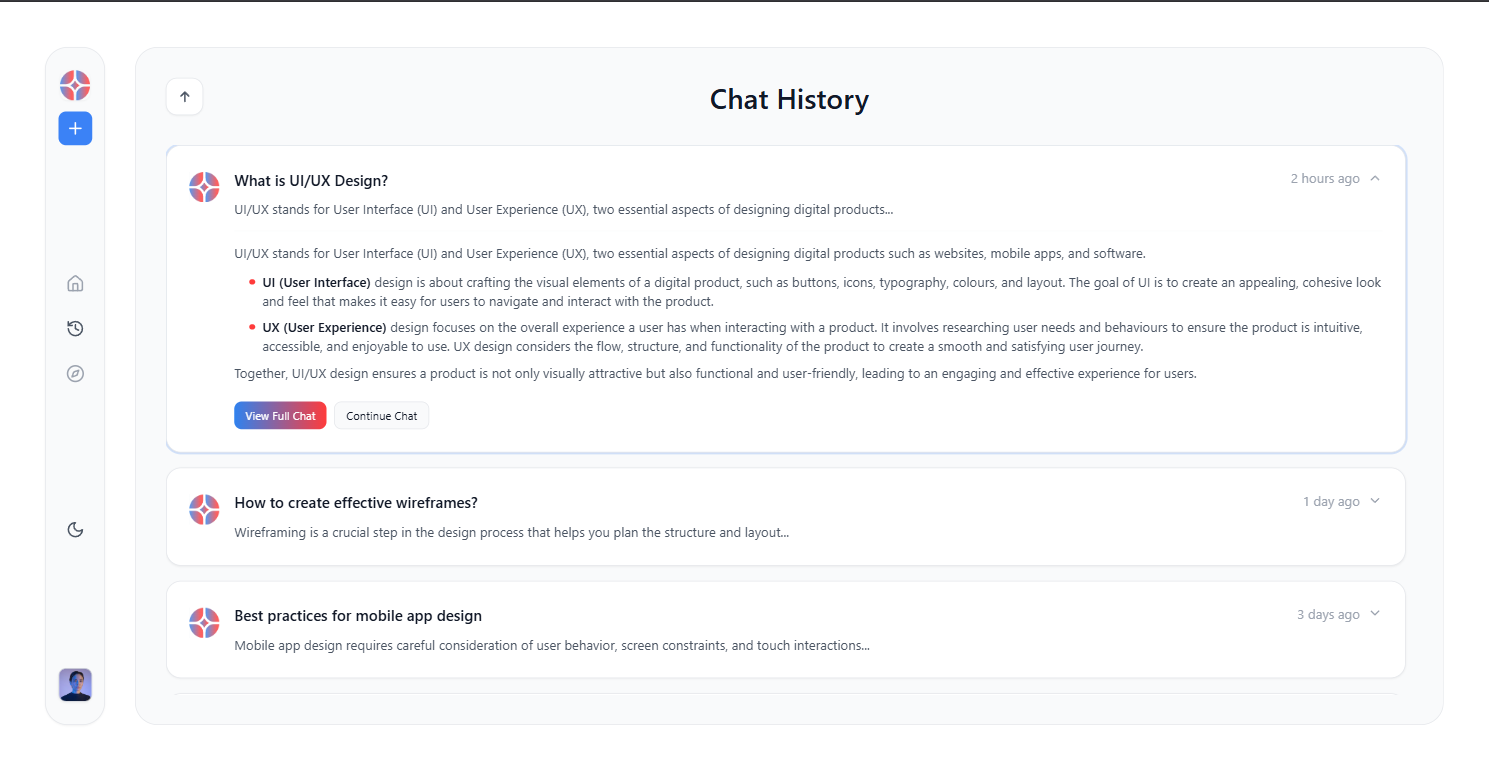 Chat History
What is UI/UX Design?
2 hours ago
UI/UX stands for User Interface (UI) and User Experience (UX), two essential aspects of designing digital products...
UI/UX stands for User Interface (UI) and User Experience (UX), two essential aspects of designing digital products such as websites, mobile apps, and software.
UI (User Interface) design is about crafting the visual elements of a digital product, such as buttons, icons, typography, colours, and layout. The goal of UI is to create an appealing, cohesive look
and feel that makes it easy for users to navigate and interact with the product.
UX (User Experience) design focuses on the overall experience a user has when interacting with a product. It involves researching user needs and behaviours to ensure the product is intuitive,
accessible, and enjoyable to use. UX design considers the flow, structure, and functionality of the product to create a smooth and satisfying user journey.
Together, UI/UX design ensures a product is not only visually attractive but also functional and user-friendly, leading to an engaging and effective experience for users.
View Full Chat
Continue Chat
How to create effective wireframes?
1 day ago
Wireframing is a crucial step in the design process that helps you plan the structure and layout...
Best practices for mobile app design
3 days ago
Mobile app design requires careful consideration of user behavior, screen constraints, and touch interactions...